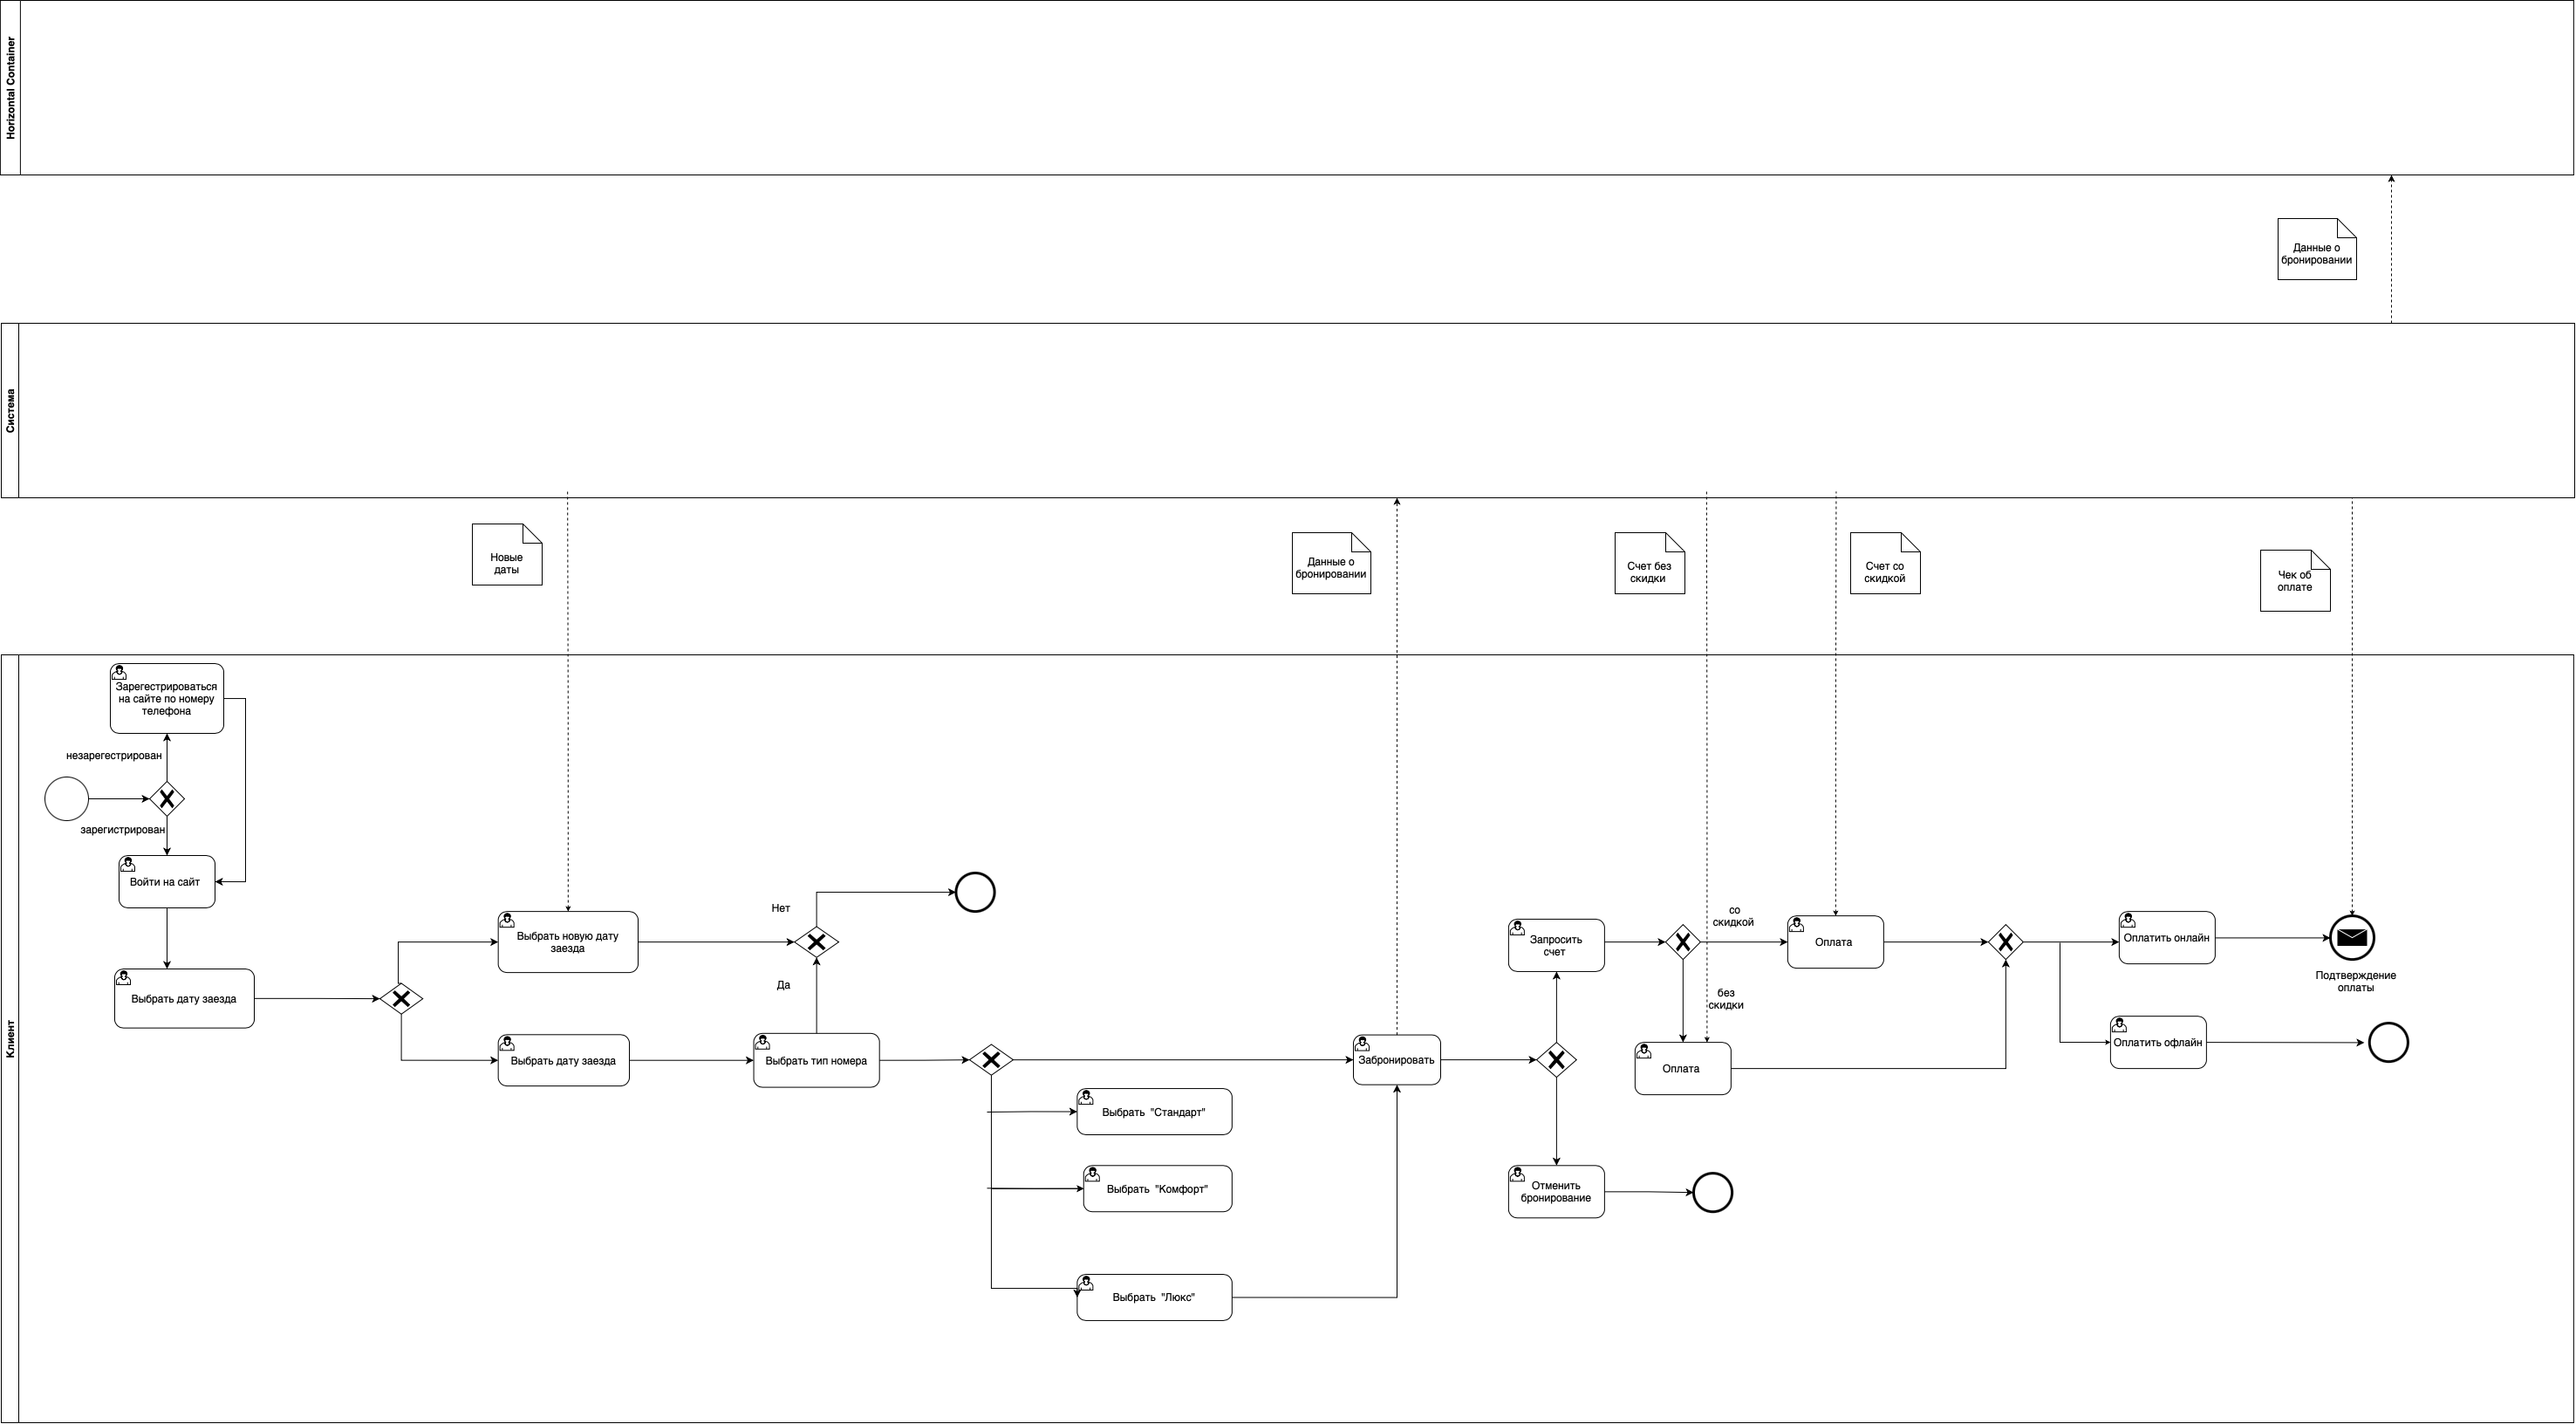 Horizontal Container
Данные о
бронировании
Система
Новые
даты
Данные о
бронировании
Счет без
скидки
Счет со
скидкой
Чек об
оплате
Клиент
Зарегестрироваться
на сайте по номеру
телефона
незарегестрирован
зарегистрирован
Войти на сайт
Выбрать дату заезда
Выбрать новую дату
заезда
Нет
Да
Выбрать дату заезда
Выбрать тип номера
Выбрать "Стандарт"
Выбрать "Комфорт"
Выбрать "Люкс"
Забронировать
Запросить
счет
Отменить
бронирование
со
скидкой
без
скидки
Оплата
Оплата
Оплатить онлайн
Оплатить офлайн
Подтверждение
оплаты